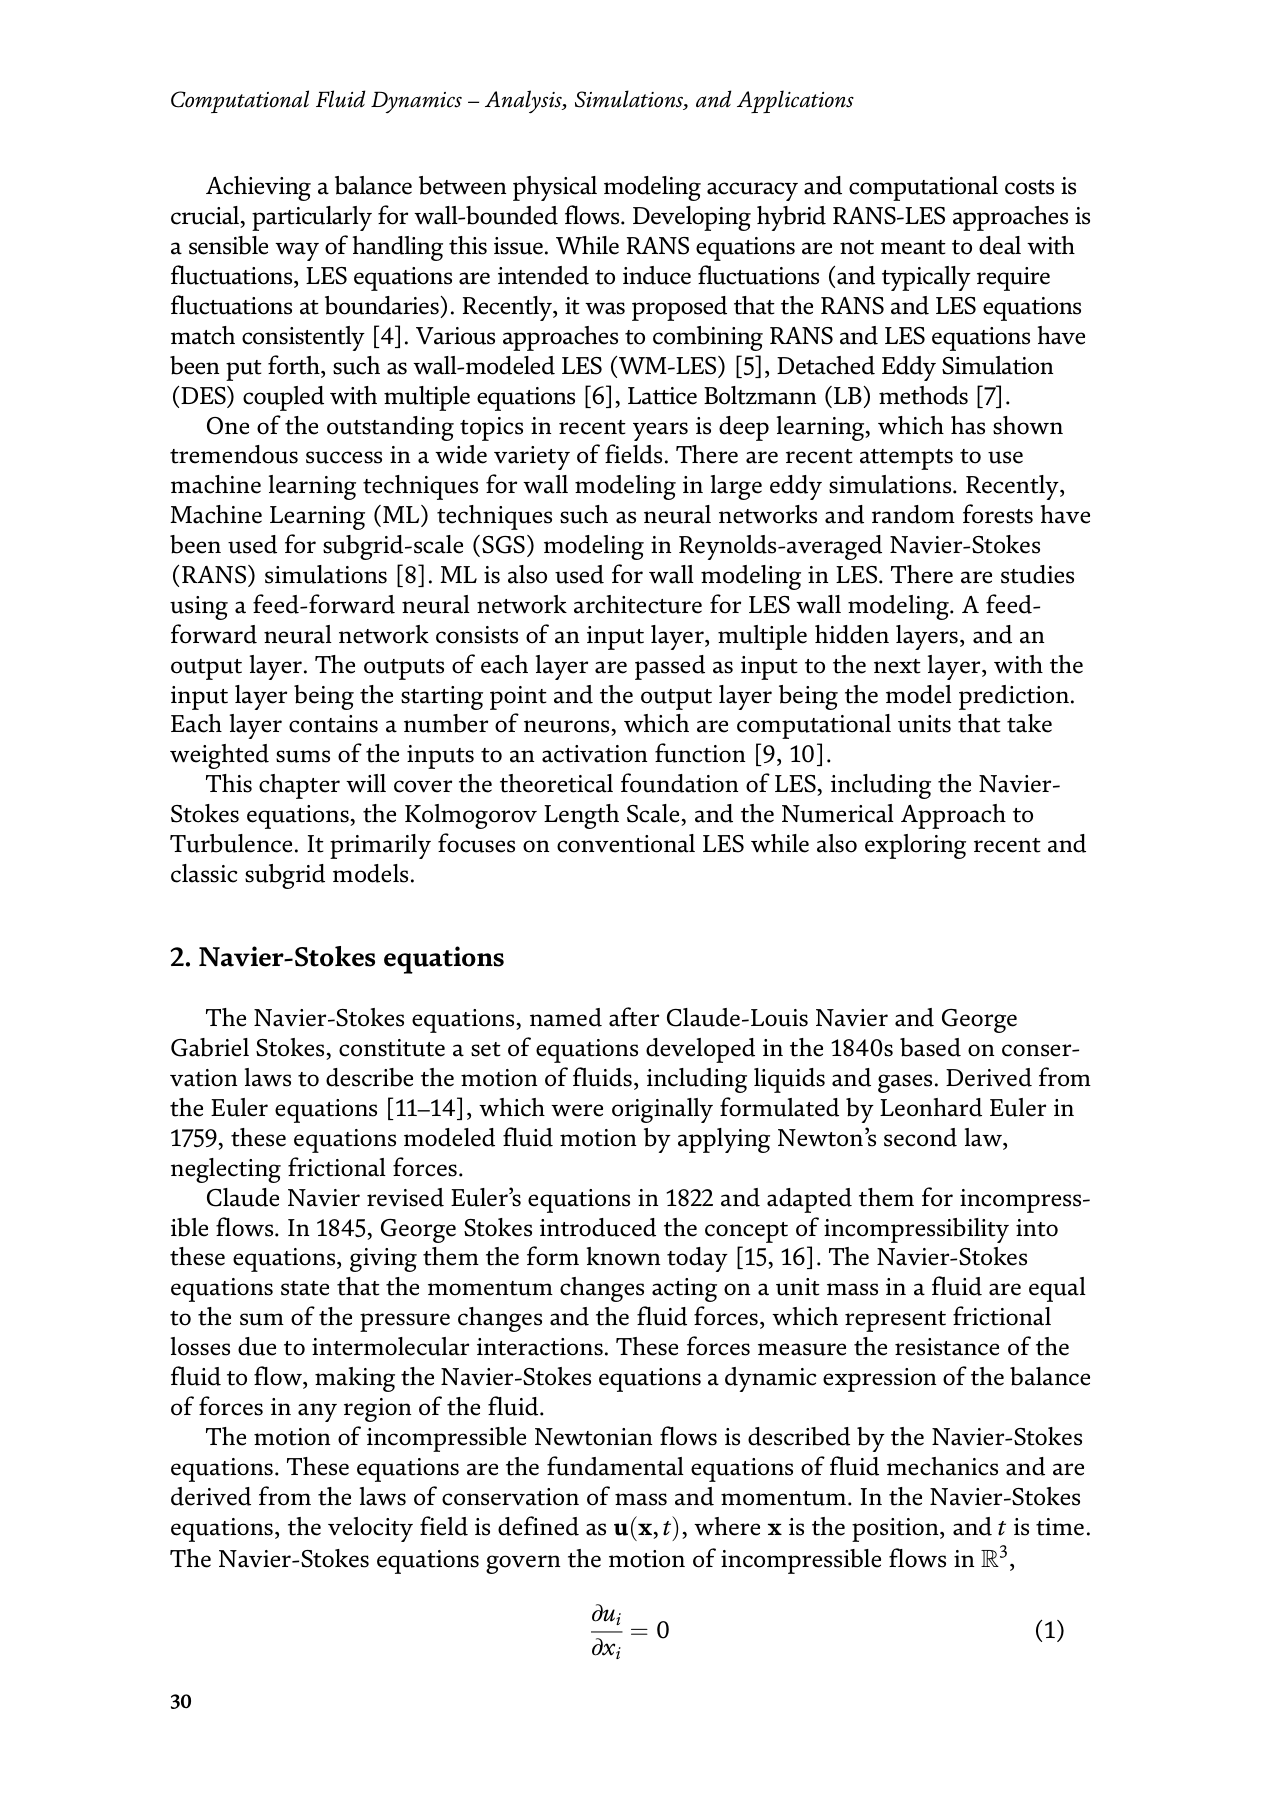 Computational Fluid Dynamics – Analysis, Simulations, and Applications
Achieving a balance between physical modeling accuracy and computational costs is
crucial, particularly for wall-bounded flows. Developing hybrid RANS-LES approaches is
a sensible way of handling this issue. While RANS equations are not meant to deal with
fluctuations, LES equations are intended to induce fluctuations (and typically require
fluctuations at boundaries). Recently, it was proposed that the RANS and LES equations
match consistently [4]. Various approaches to combining RANS and LES equations have
been put forth, such as wall-modeled LES (WM-LES) [5], Detached Eddy Simulation
(DES) coupled with multiple equations [6], Lattice Boltzmann (LB) methods [7].
One of the outstanding topics in recent years is deep learning, which has shown
tremendous success in a wide variety of fields. There are recent attempts to use
machine learning techniques for wall modeling in large eddy simulations. Recently,
Machine Learning (ML) techniques such as neural networks and random forests have
been used for subgrid-scale (SGS) modeling in Reynolds-averaged Navier-Stokes
(RANS) simulations [8]. ML is also used for wall modeling in LES. There are studies
using a feed-forward neural network architecture for LES wall modeling. A feed-
forward neural network consists of an input layer, multiple hidden layers, and an
output layer. The outputs of each layer are passed as input to the next layer, with the
input layer being the starting point and the output layer being the model prediction.
Each layer contains a number of neurons, which are computational units that take
weighted sums of the inputs to an activation function [9, 10].
This chapter will cover the theoretical foundation of LES, including the Navier-
Stokes equations, the Kolmogorov Length Scale, and the Numerical Approach to
Turbulence. It primarily focuses on conventional LES while also exploring recent and
classic subgrid models.
2. Navier-Stokes equations
The Navier-Stokes equations, named after Claude-Louis Navier and George
Gabriel Stokes, constitute a set of equations developed in the 1840s based on conser-
vation laws to describe the motion of fluids, including liquids and gases. Derived from
the Euler equations [11–14], which were originally formulated by Leonhard Euler in
1759, these equations modeled fluid motion by applying Newton's second law,
neglecting frictional forces.
Claude Navier revised Euler's equations in 1822 and adapted them for incompress-
ible flows. In 1845, George Stokes introduced the concept of incompressibility into
these equations, giving them the form known today [15, 16]. The Navier-Stokes
equations state that the momentum changes acting on a unit mass in a fluid are equal
to the sum of the pressure changes and the fluid forces, which represent frictional
losses due to intermolecular interactions. These forces measure the resistance of the
fluid to flow, making the Navier-Stokes equations a dynamic expression of the balance
of forces in any region of the fluid.
The motion of incompressible Newtonian flows is described by the Navier-Stokes
equations. These equations are the fundamental equations of fluid mechanics and are
derived from the laws of conservation of mass and momentum. In the Navier-Stokes
equations, the velocity field is defined as u(x, t), where x is the position, and t is time.
The Navier-Stokes equations govern the motion of incompressible flows in ℝ³,
∂uᵢ/∂xᵢ = 0 (1)
30